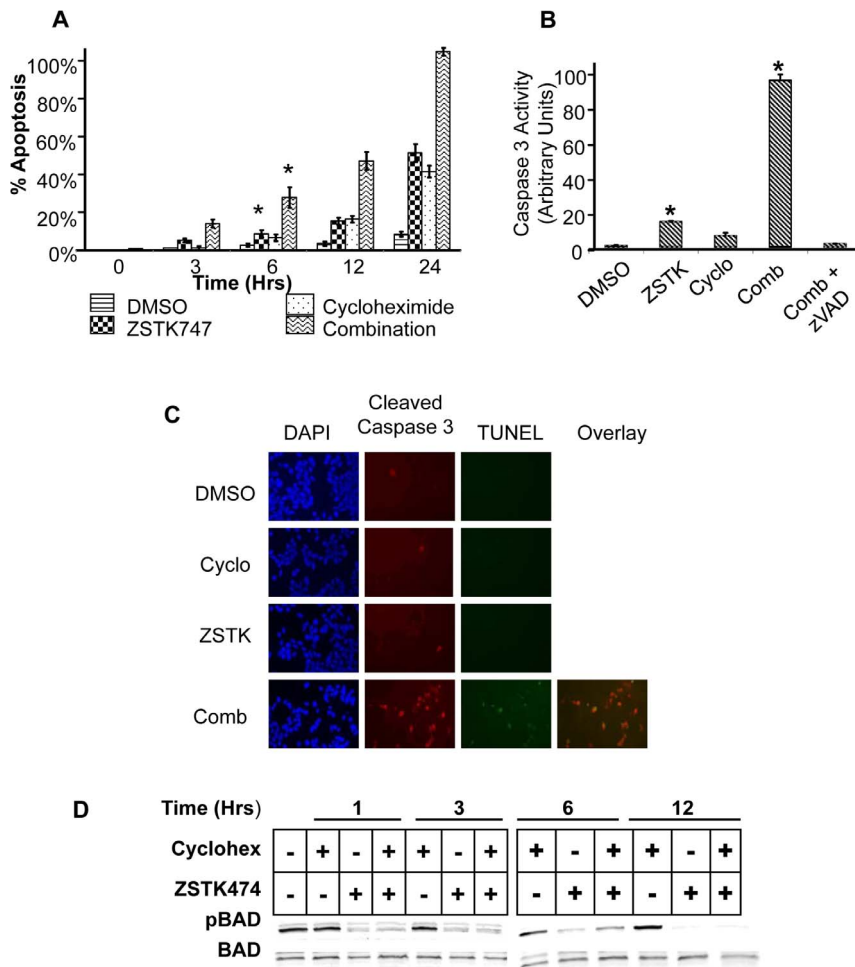 A
% Apoptosis
100%
80%
60%
40%
20%
0%
0 3 6 12 24
* *
Time (Hrs)
DMSO
ZSTK747
Cycloheximide
Combination
B
Caspase 3 Activity
(Arbitrary Units)
100
80
60
40
20
0
* *
DMSO
ZSTK
Cyclo
Comb
Comb +
zVAD
C
DAPI Cleaved
Caspase 3 TUNEL Overlay
DMSO
Cyclo
ZSTK
Comb
D
Time (Hrs) 1 3 6 12
Cyclohex - + - + + - + + - + + - +
ZSTK474 - - + + - + + - + + - + +
pBAD
BAD